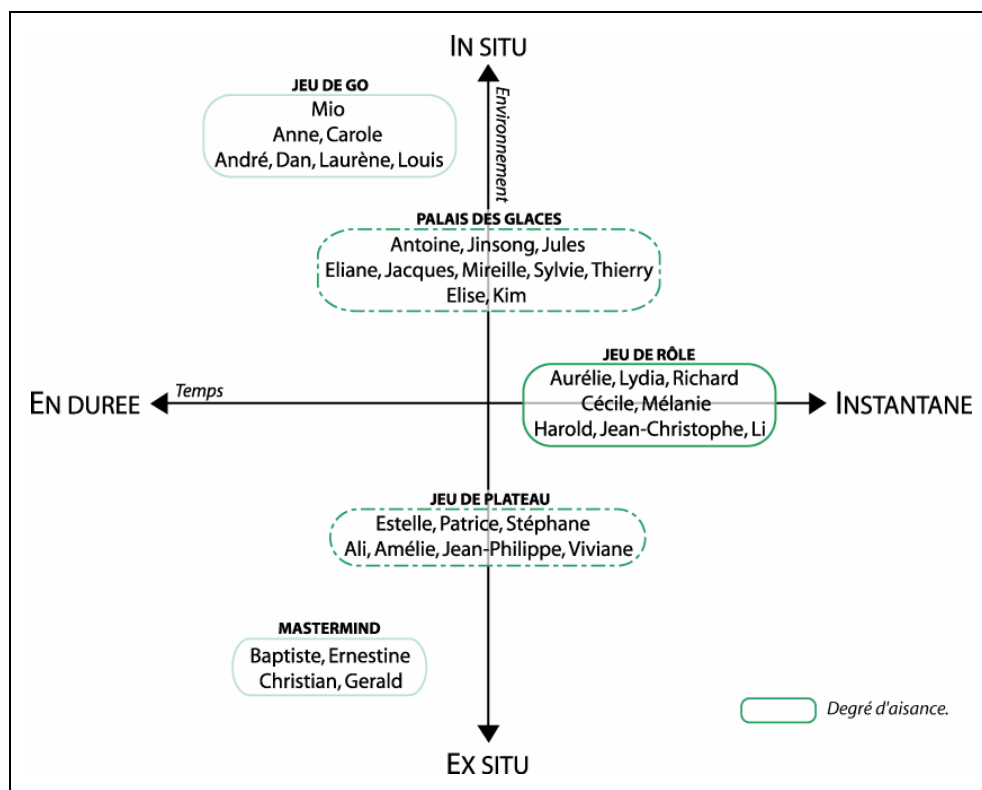 IN SITU
JEU DE GO
Mio
Anne, Carole
André, Dan, Laurène, Louis
Environnement
PALAIS DES GLACES
Antoine, Jinsong, Jules
Eliane, Jacques, Mireille, Sylvie, Thierry
Elise, Kim
JEU DE RÔLE
Aurélie, Lydia, Richard
Cécile, Mélanie
Harold, Jean-Christophe, Li
EN DUREE
Temps
INSTANTANE
JEU DE PLATEAU
Estelle, Patrice, Stéphane
Ali, Amélie, Jean-Philippe, Viviane
MASTERMIND
Baptiste, Ernestine
Christian, Gerald
Degré d'aisance.
EX SITU